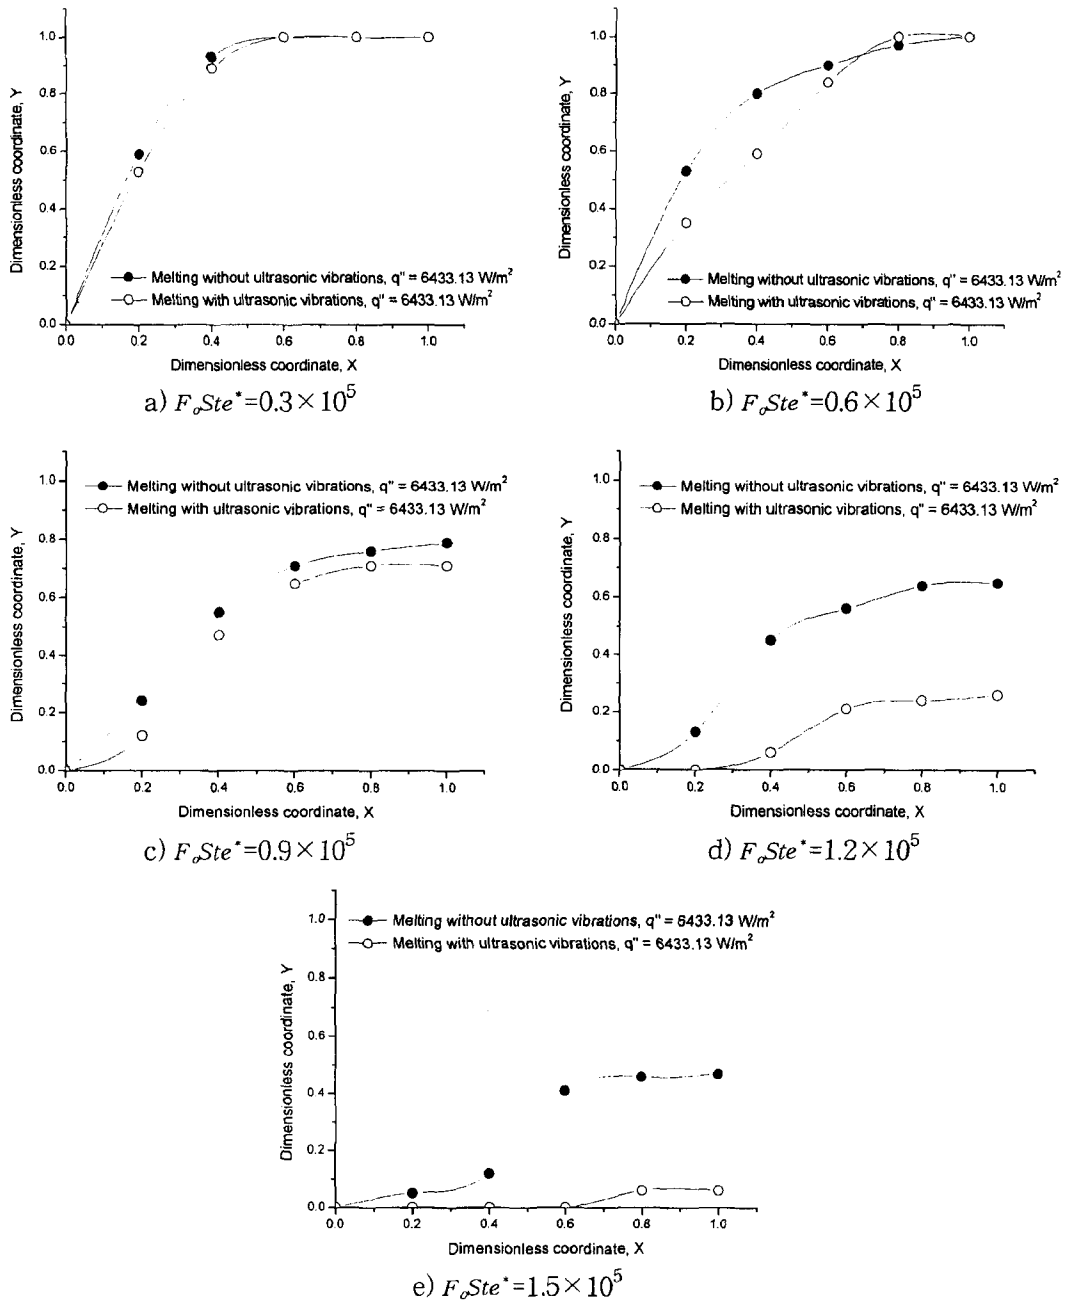 1.0
0.8
0.6
0.4
0.2
0.0
Dimensionless coordinate, Y
Melting without ultrasonic vibrations, q" = 6433.13 W/m²
Melting with ultrasonic vibrations, q" = 6433.13 W/m²
0.0 0.2 0.4 0.6 0.8 1.0
Dimensionless coordinate, X
a) FₒSte*=0.3×10⁵
1.0
0.8
0.6
0.4
0.2
0.0
Dimensionless coordinate, Y
Melting without ultrasonic vibrations, q" = 6433.13 W/m²
Melting with ultrasonic vibrations, q" = 6433.13 W/m²
0.0 0.2 0.4 0.6 0.8 1.0
Dimensionless coordinate, X
b) FₒSte*=0.6×10⁵
1.0
0.8
0.6
0.4
0.2
0.0
Dimensionless coordinate, Y
Melting without ultrasonic vibrations, q" = 6433.13 W/m²
Melting with ultrasonic vibrations, q" = 6433.13 W/m²
0.0 0.2 0.4 0.6 0.8 1.0
Dimensionless coordinate, X
c) FₒSte*=0.9×10⁵
1.0
0.8
0.6
0.4
0.2
0.0
Dimensionless coordinate, Y
Melting without ultrasonic vibrations, q" = 6433.13 W/m²
Melting with ultrasonic vibrations, q" = 6433.13 W/m²
0.0 0.2 0.4 0.6 0.8 1.0
Dimensionless coordinate, X
d) FₒSte*=1.2×10⁵
1.0
0.8
0.6
0.4
0.2
0.0
Dimensionless coordinate, Y
Melting without ultrasonic vibrations, q" = 6433.13 W/m²
Melting with ultrasonic vibrations, q" = 6433.13 W/m²
0.0 0.2 0.4 0.6 0.8 1.0
Dimensionless coordinate, X
e) FₒSte*=1.5×10⁵